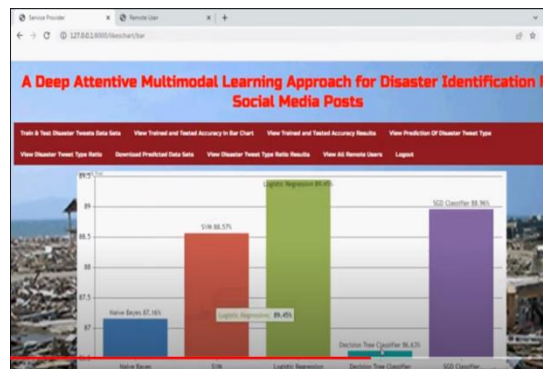 Service Provider
Remote User
127.0.0.1:8000/likeschart/bar
A Deep Attentive Multimodal Learning Approach for Disaster Identification
Social Media Posts
Train & Test Disaster Tweets Data Sets View Trained and Tested Accuracy in Bar Chart View Trained and Tested Accuracy Results View Prediction Of Disaster Tweet Type
View Disaster Tweet Type Ratio Download Predicted Data Sets View Disaster Tweet Type Ratio Results View All Remote Users Logout
89.5
Logistic Regression 89.45%
SGD Classifier 88.96%
89
SVM 88.57%
88.5
88
87.5
Naive Bayes 87.16%
Logistic Regression: 89.45%
87
Decision Tree Classifier 86.63%
Naive Bayes SVM Logistic Regression Decision Tree Classifier SGD Classifier